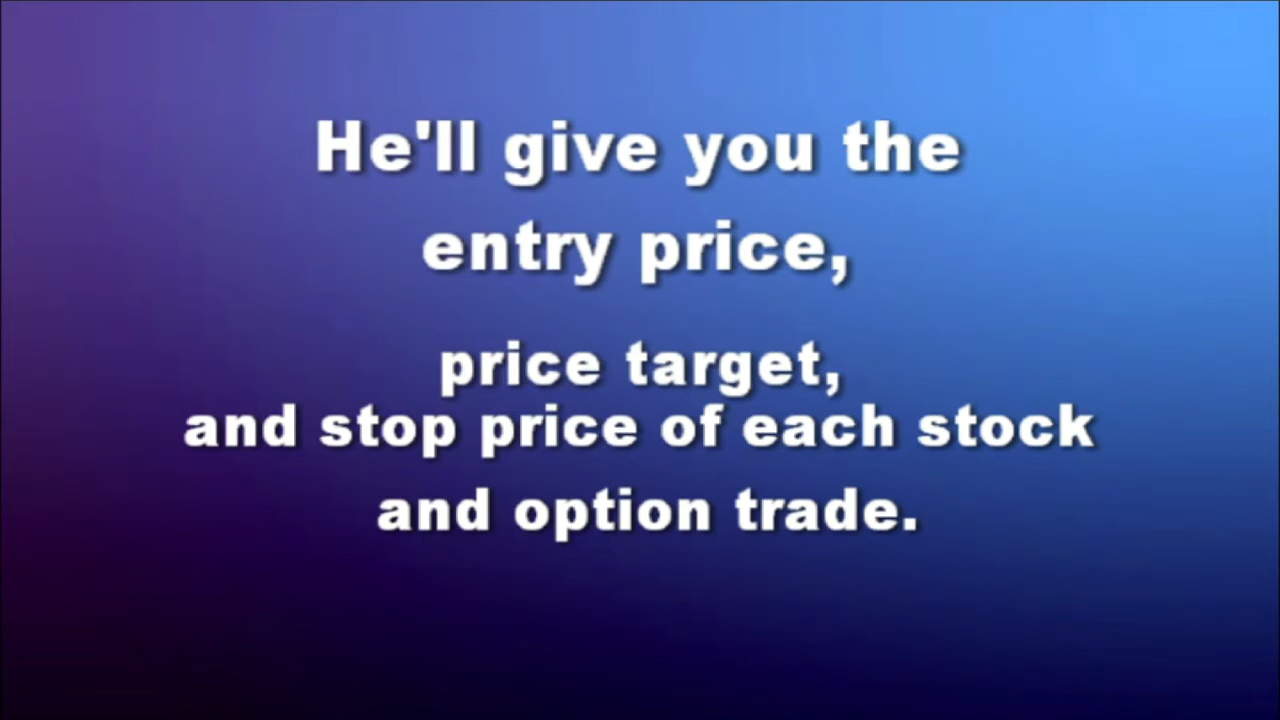 He'll give you the
entry price,
price target,
and stop price of each stock
and option trade.